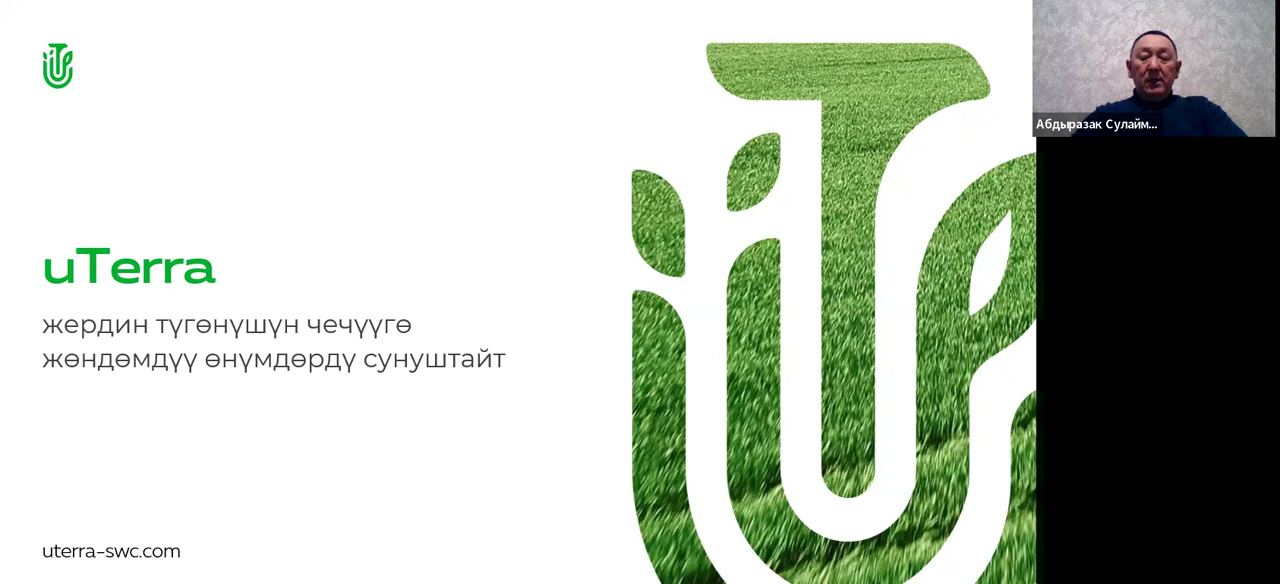 uTerra
жердин түгөнүшүн чечүүгө
жөндөмдүү өнүмдөрдү сунуштайт
uterra-swc.com
Абдыразак Сулайм...